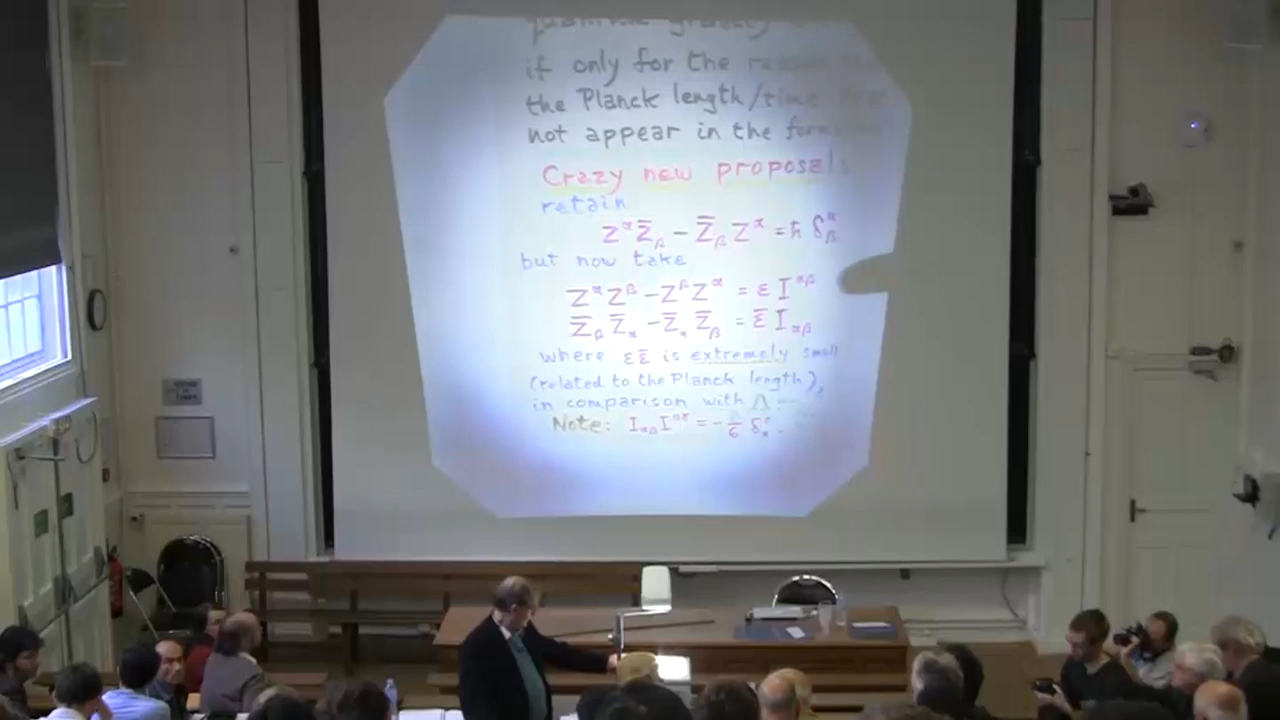 if only for the
the Planck length/time
not appear in the
Crazy new proposal
retain
Z^α Z̄_β – Z̄_β Z^α = ℏ δ^α_β
but now take
Z^α Z^β – Z^β Z^α = ε I^αβ
Z̄_β Z̄_α – Z̄_α Z̄_β = ε̄ I_αβ
where εε̄ is extremely small
(related to the Planck length),
in comparison with Λ.
Note: